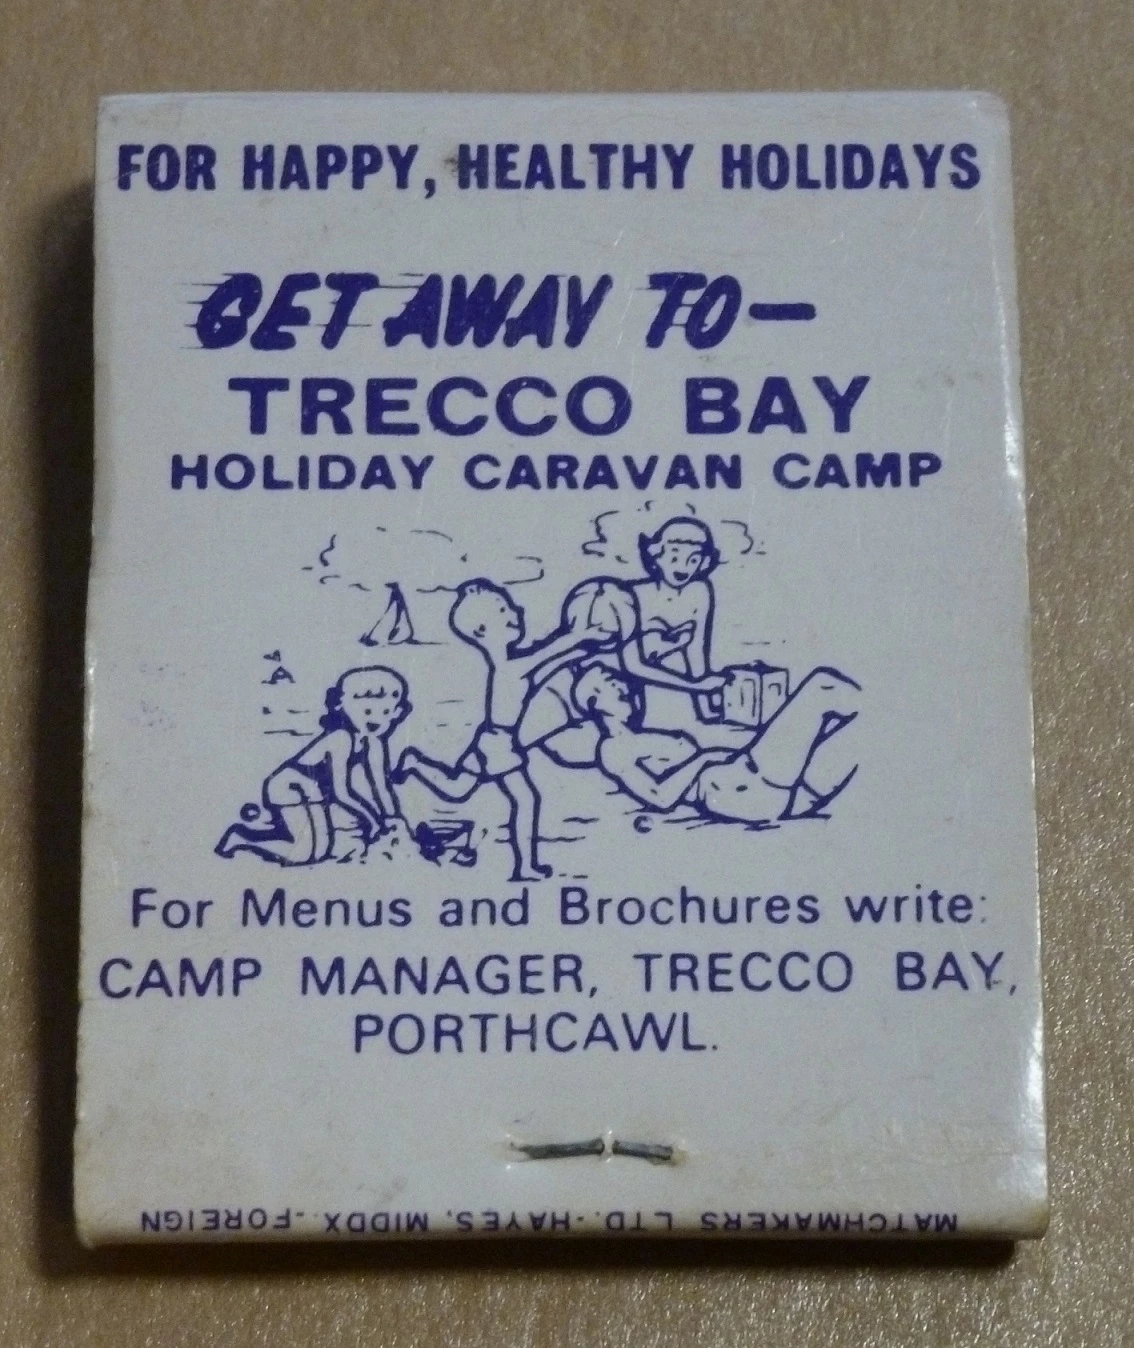 FOR HAPPY, HEALTHY HOLIDAYS
GET AWAY TO—
TRECCO BAY
HOLIDAY CARAVAN CAMP
For Menus and Brochures write:
CAMP MANAGER, TRECCO BAY,
PORTHCAWL.
MATCHMAKERS LTD.-HAYES, MIDDX.-FOREIGN